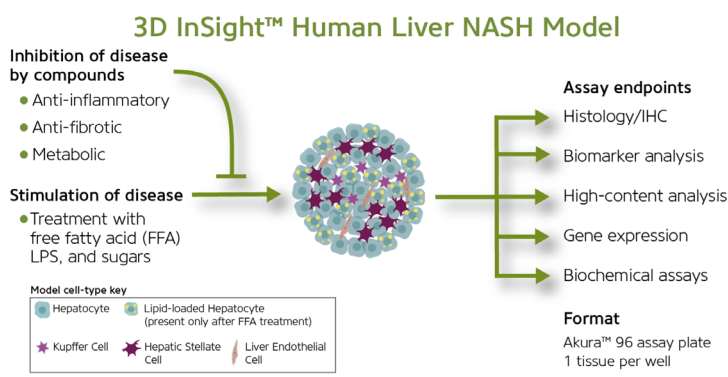 3D InSight™ Human Liver NASH Model
Inhibition of disease
by compounds
• Anti-inflammatory
• Anti-fibrotic
• Metabolic
Stimulation of disease
• Treatment with
free fatty acid (FFA)
LPS, and sugars
Model cell-type key
Hepatocyte
Lipid-loaded Hepatocyte
(present only after FFA treatment)
Kupffer Cell
Hepatic Stellate
Cell
Liver Endothelial
Cell
Assay endpoints
Histology/IHC
Biomarker analysis
High-content analysis
Gene expression
Biochemical assays
Format
Akura™ 96 assay plate
1 tissue per well